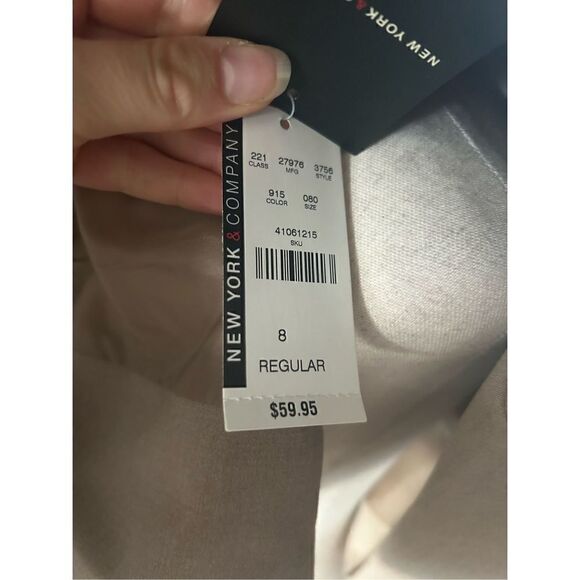 NEW YORK & C
NEW YORK & COMPANY
221 27976 3756
CLASS MFG STYLE
915 080
COLOR SIZE
41061215
SKU
8
REGULAR
$59.95